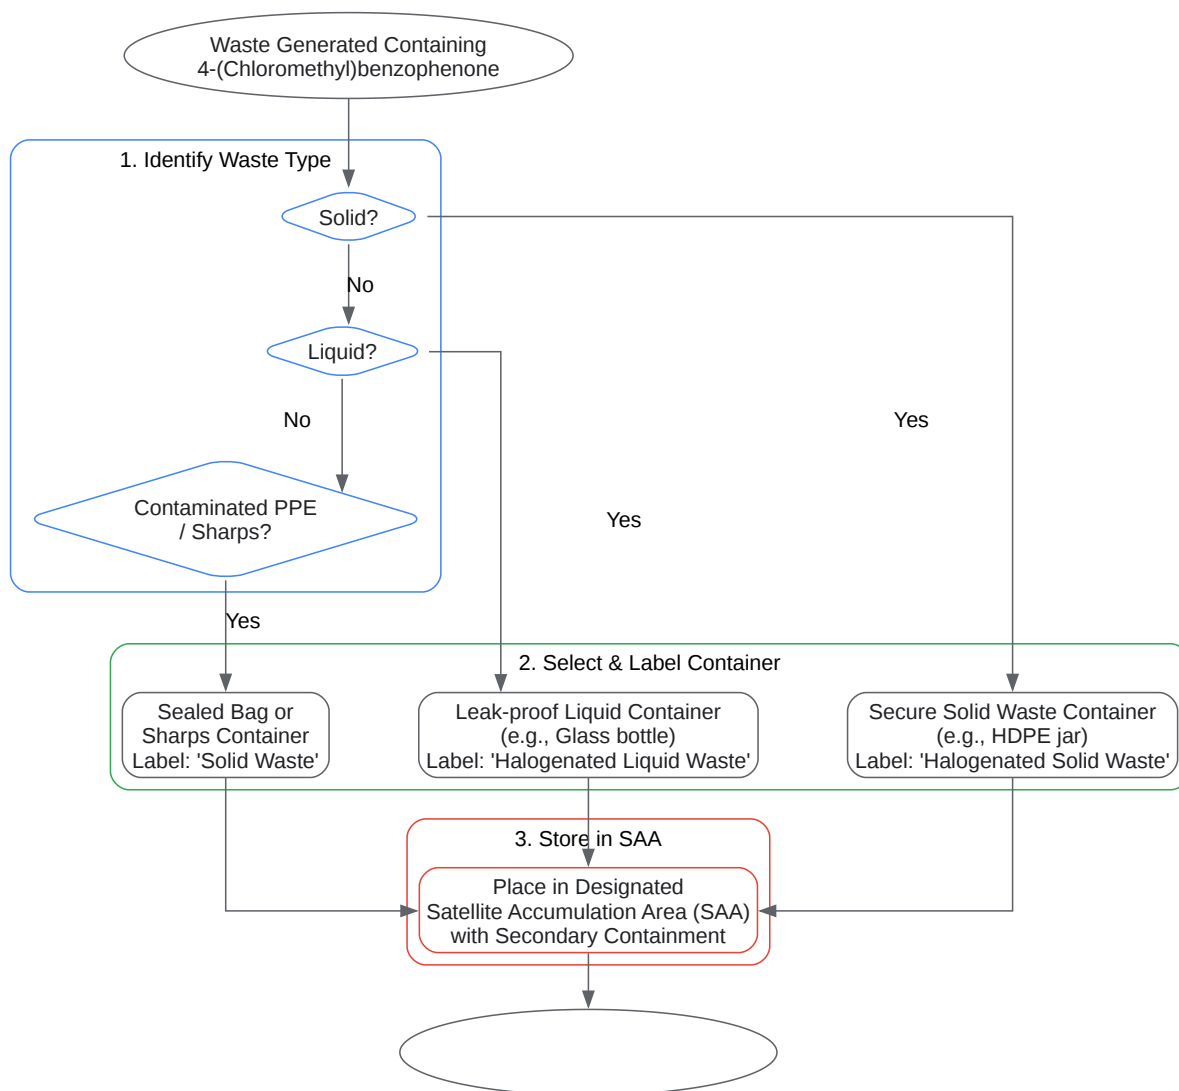 Waste Generated Containing
4-(Chloromethyl)benzophenone
1. Identify Waste Type
Solid?
No
Liquid?
No
Yes
Contaminated PPE
/ Sharps?
Yes
Yes
2. Select & Label Container
Sealed Bag or
Sharps Container
Label: 'Solid Waste'
Leak-proof Liquid Container
(e.g., Glass bottle)
Label: 'Halogenated Liquid Waste'
Secure Solid Waste Container
(e.g., HDPE jar)
Label: 'Halogenated Solid Waste'
3. Store in SAA
Place in Designated
Satellite Accumulation Area (SAA)
with Secondary Containment